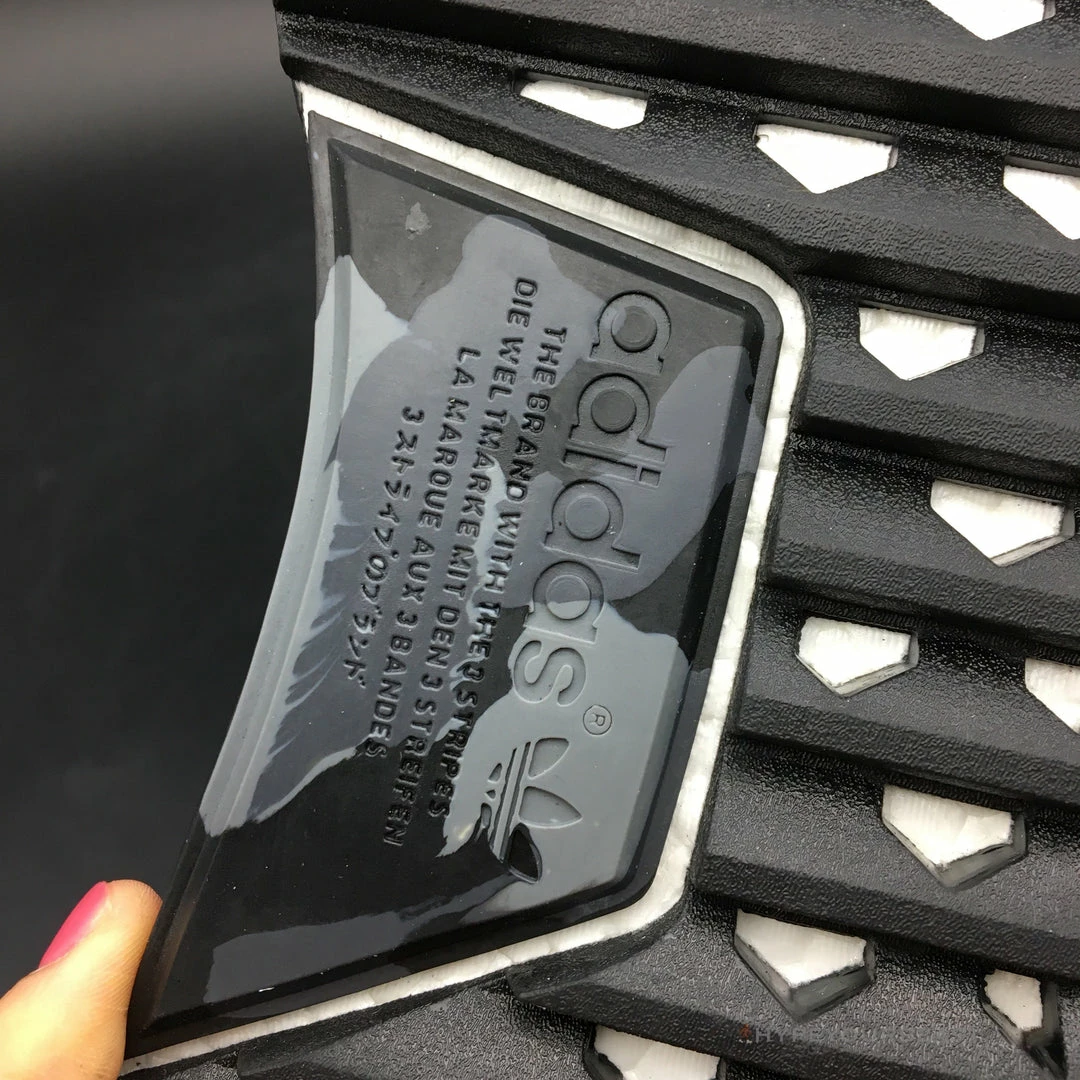 adidas®
THE BRAND WITH THE 3 STRIPES
DIE WELTMARKE MIT DEN 3 STREIFEN
LA MARQUE AUX 3 BANDES
3ストライプのブランド